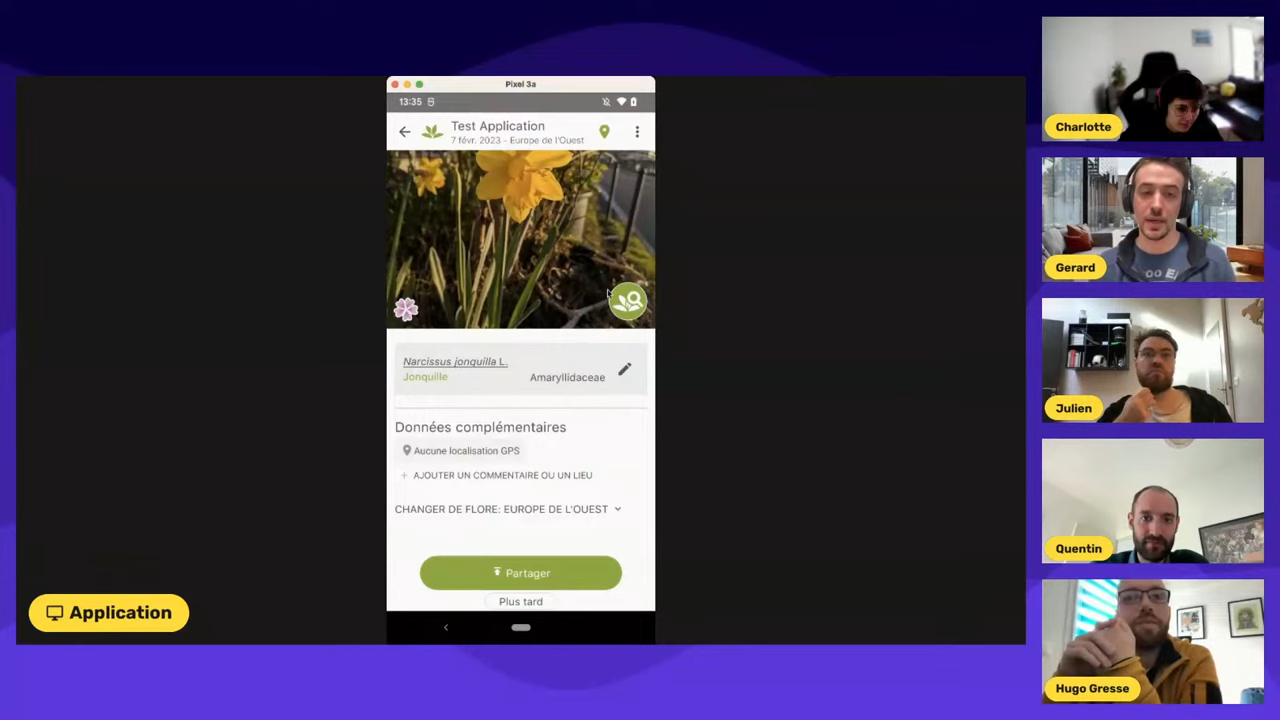 Pixel 3a
13:35
Test Application
7 févr. 2023 - Europe de l'Ouest
Narcissus jonquilla L.
Jonquille
Amaryllidaceae
Données complémentaires
Aucune localisation GPS
+ AJOUTER UN COMMENTAIRE OU UN LIEU
CHANGER DE FLORE: EUROPE DE L'OUEST
Partager
Plus tard
Application
Charlotte
Gerard
Julien
Quentin
Hugo Gresse